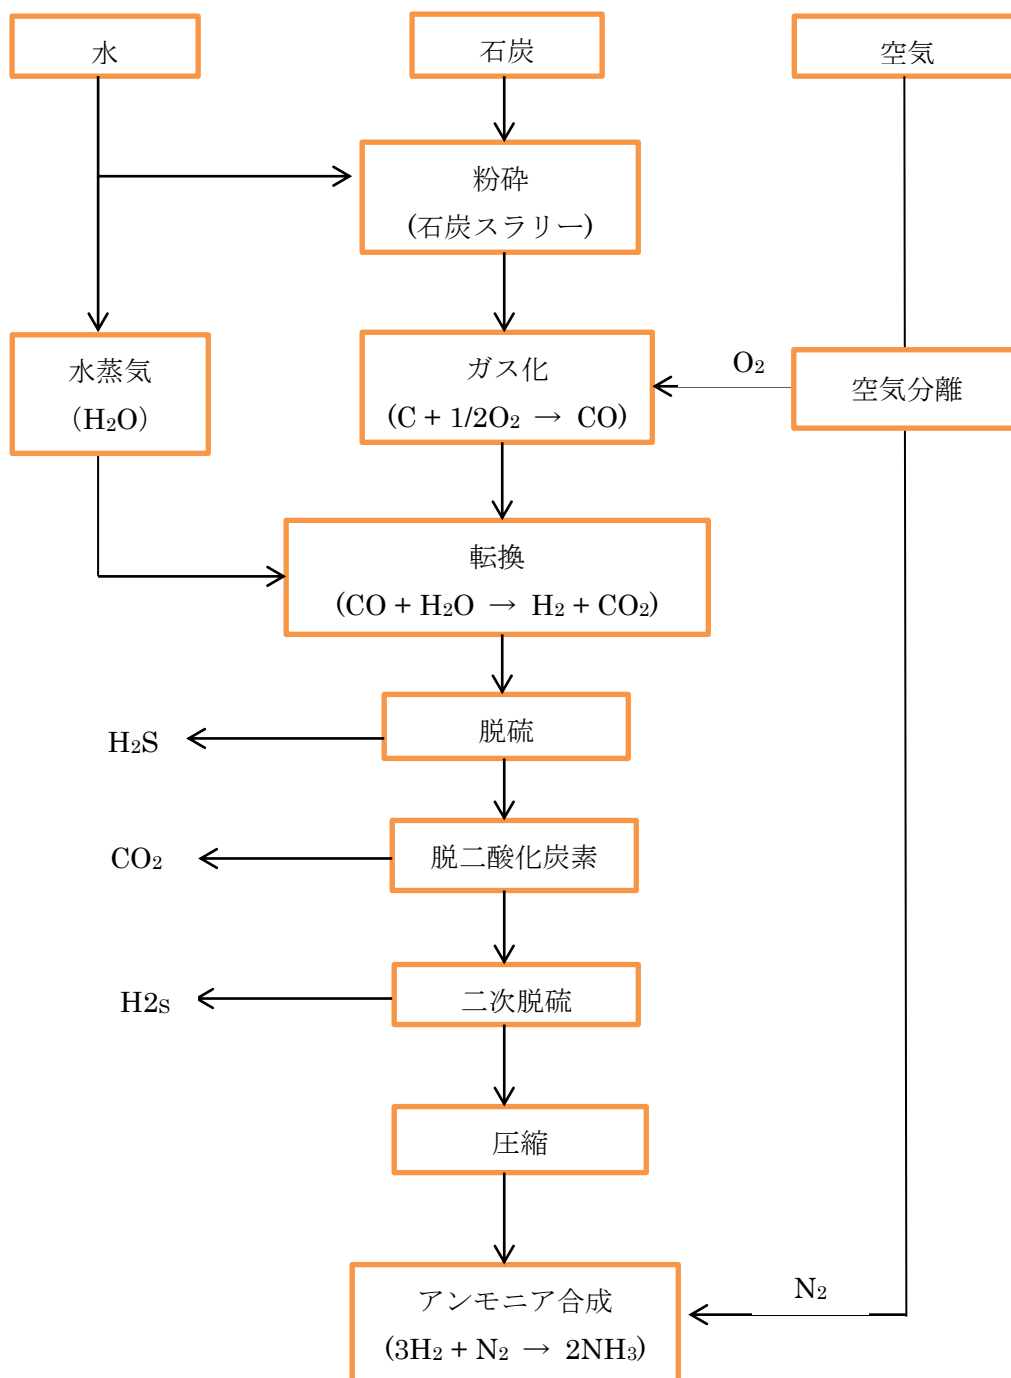 水
石炭
空気
粉砕
(石炭スラリー)
水蒸気
（H₂O）
ガス化
(C + 1/2O₂ → CO)
O₂
空気分離
転換
(CO + H₂O → H₂ + CO₂)
脱硫
H₂S
脱二酸化炭素
CO₂
二次脱硫
H2s
圧縮
アンモニア合成
(3H₂ + N₂ → 2NH₃)
N₂